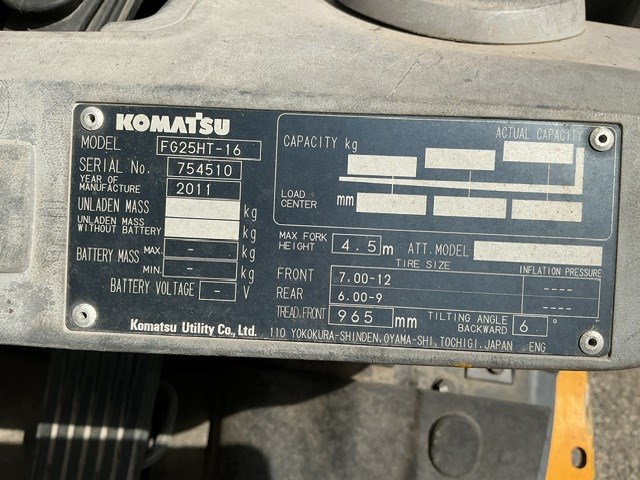 KOMATSU
MODEL FG25HT-16
SERIAL No. 754510
YEAR OF MANUFACTURE 2011
UNLADEN MASS kg
UNLADEN MASS WITHOUT BATTERY kg
BATTERY MASS MAX. - kg
MIN. - kg
BATTERY VOLTAGE - V
Komatsu Utility Co., Ltd.
CAPACITY kg
ACTUAL CAPACITY
LOAD CENTER mm
MAX FORK HEIGHT 4.5 m ATT. MODEL
TIRE SIZE INFLATION PRESSURE
FRONT 7.00-12 ----
REAR 6.00-9 ----
TREAD.FRONT 965 mm TILTING ANGLE BACKWARD 6 °
110 YOKOKURA-SHINDEN.OYAMA-SHI.TOCHIGI.JAPAN ENG